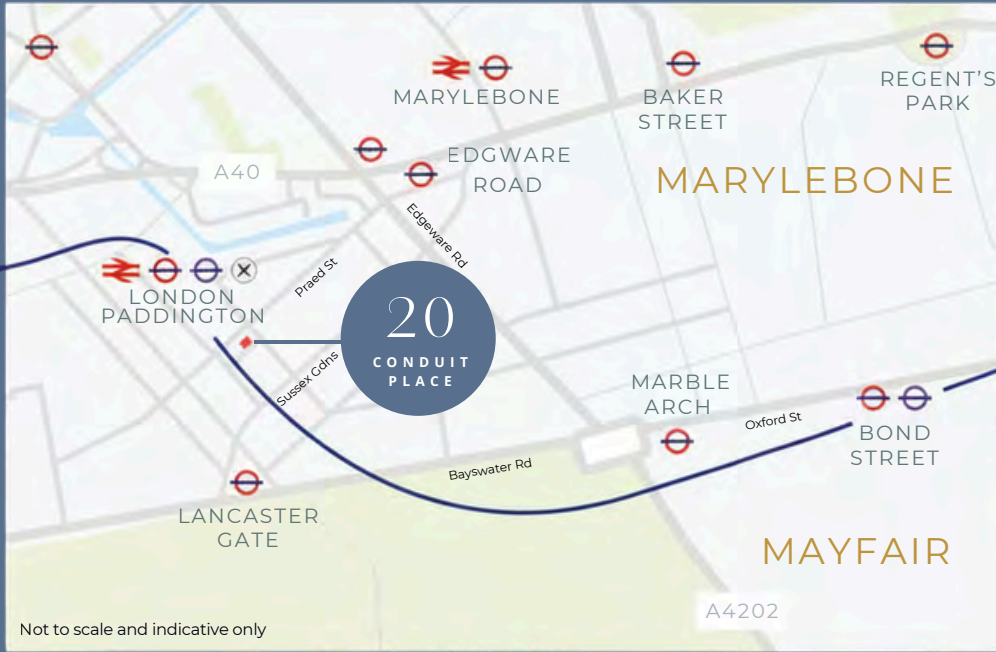 MARYLEBONE
BAKER
STREET
REGENT'S
PARK
EDGWARE
ROAD
A40
MARYLEBONE
Edgeware Rd
Praed St
LONDON
PADDINGTON
20
CONDUIT
PLACE
Sussex Gdns
MARBLE
ARCH
Oxford St
BOND
STREET
Bayswater Rd
LANCASTER
GATE
MAYFAIR
A4202
Not to scale and indicative only